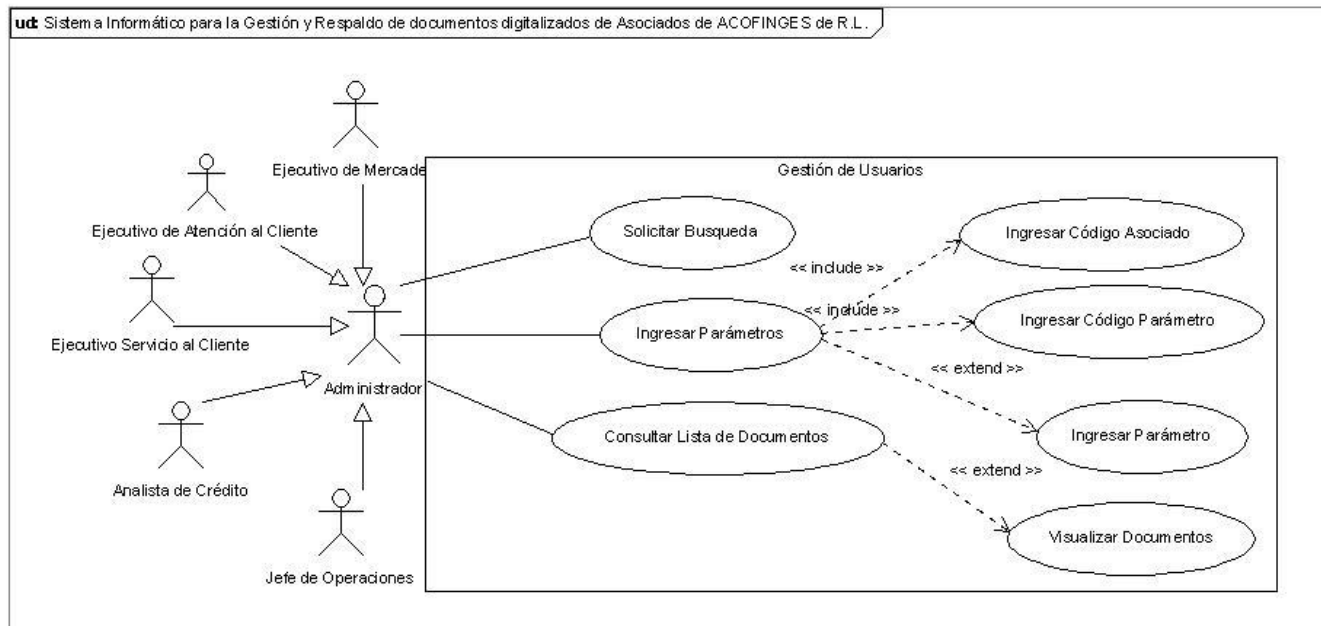 uct Sistema Informático para la Gestión y Respaldo de documentos digitalizados de Asociados de ACOFINGES de R.L.
Ejecutivo de Mercade
Gestión de Usuarios
Ejecutivo de Atención al Cliente
Solicitar Busqueda
Ingresar Código Asociado
<< include >>
Ejecutivo Servicio al Cliente
Ingresar Parámetros
<< include >>
Ingresar Código Parámetro
Administrador
<< extend >>
Consultar Lista de Documentos
Ingresar Parámetro
<< extend >>
Analista de Crédito
Visualizar Documentos
Jefe de Operaciones